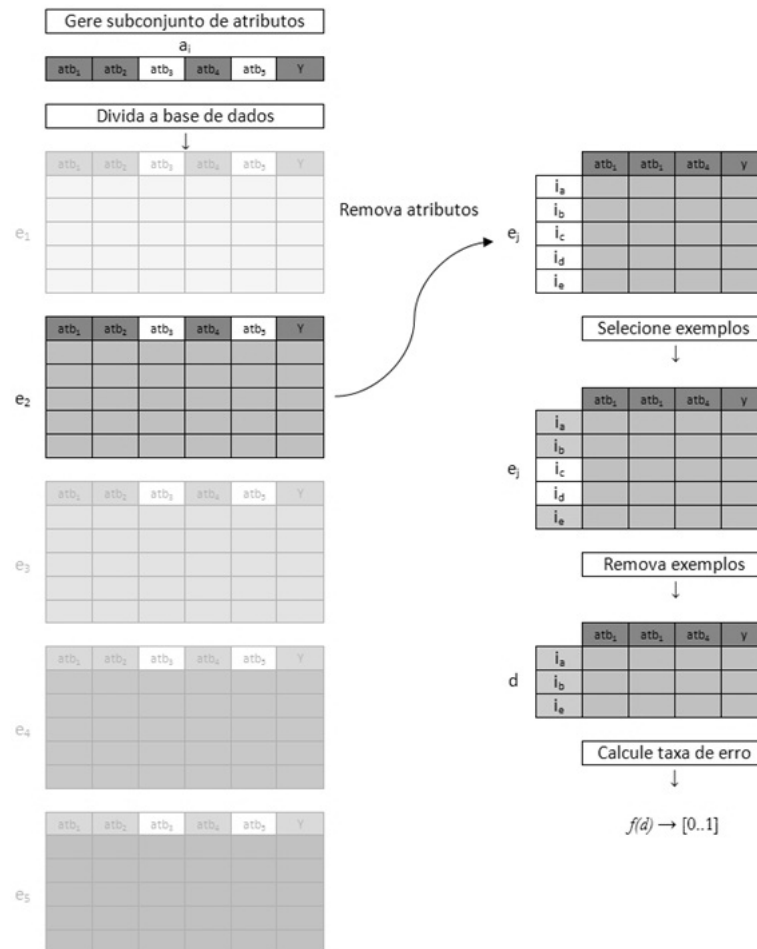 Gere subconjunto de atributos
aᵢ
atb₁ atb₂ atb₃ atb₄ atb₅ Y
Divida a base de dados
↓
atb₁ atb₂ atb₃ atb₄ atb₅ Y
e₁
atb₁ atb₂ atb₃ atb₄ atb₅ Y
e₂
atb₁ atb₂ atb₃ atb₄ atb₅ Y
e₃
atb₁ atb₂ atb₃ atb₄ atb₅ Y
e₄
atb₁ atb₂ atb₃ atb₄ atb₅ Y
e₅
Remova atributos
atb₁ atb₁ atb₄ y
iₐ
i_b
e_j i_c
i_d
iₑ
Selecione exemplos
↓
atb₁ atb₁ atb₄ y
iₐ
i_b
e_j i_c
i_d
iₑ
Remova exemplos
↓
atb₁ atb₁ atb₄ y
iₐ
d i_b
iₑ
Calcule taxa de erro
↓
f(d) → [0..1]